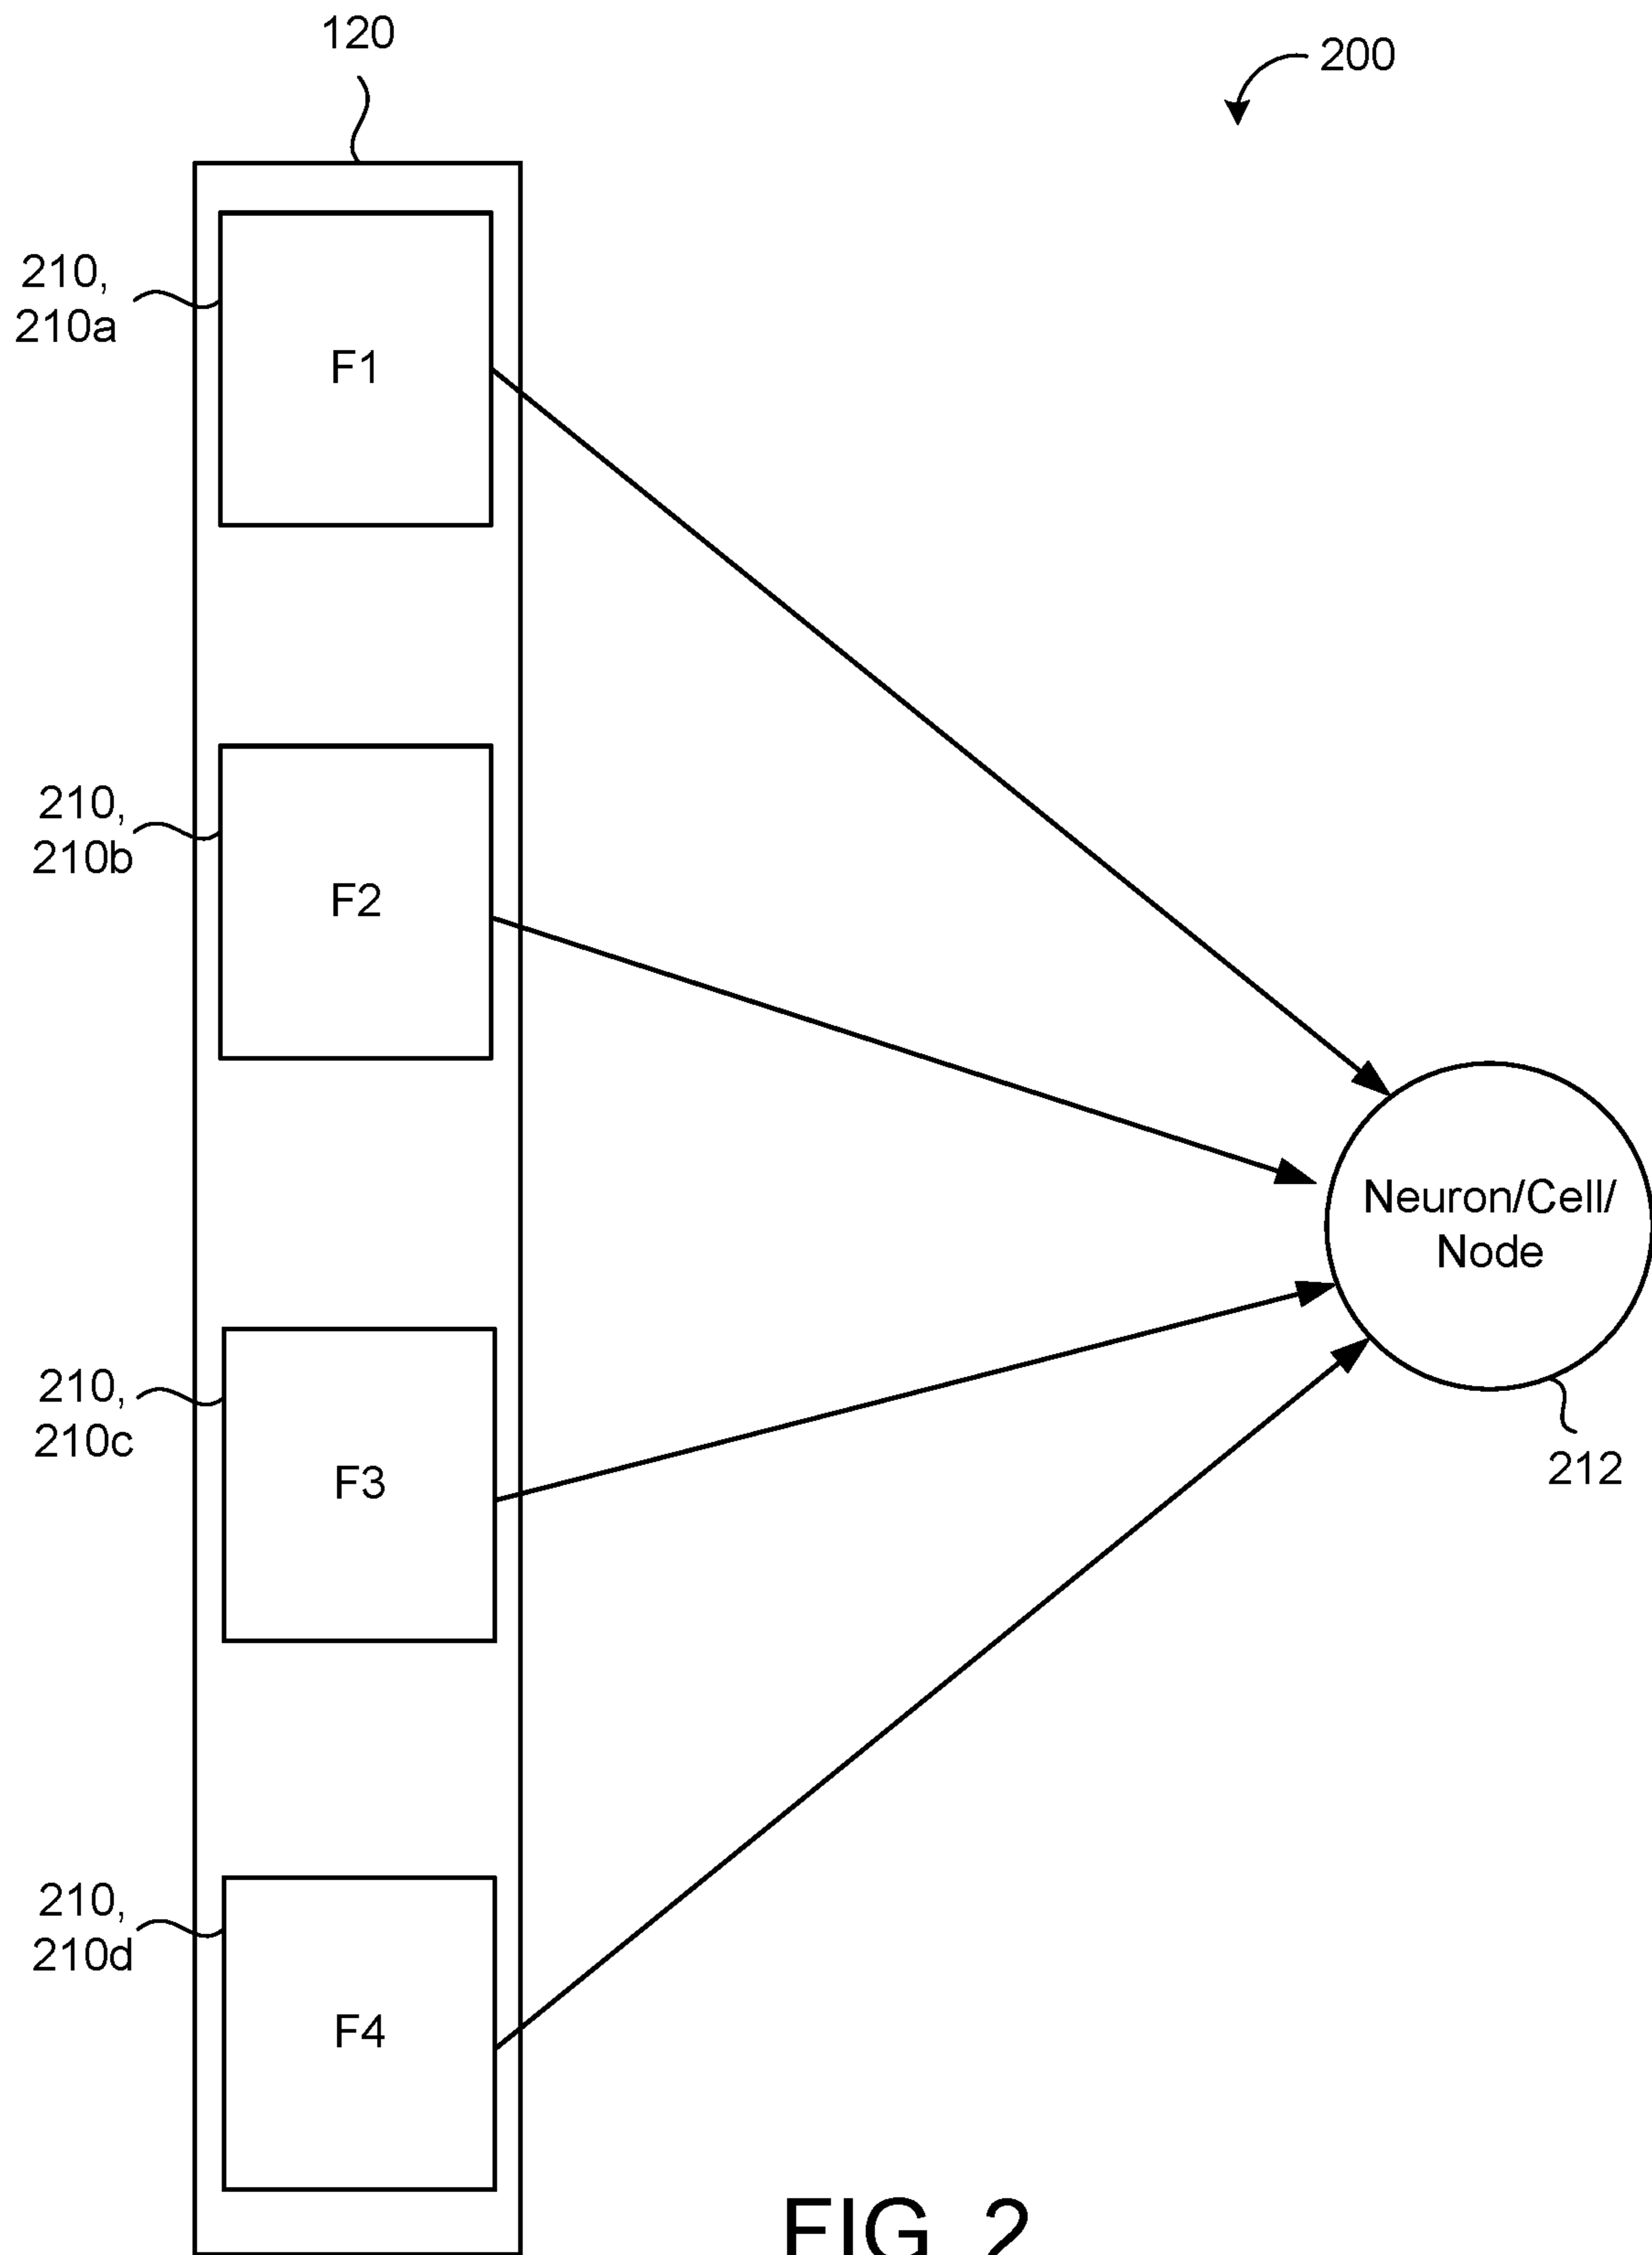 120
200
210,
210a
F1
210,
210b
F2
Neuron/Cell/
Node
210,
210c
F3
212
210,
210d
F4
FIG. 2